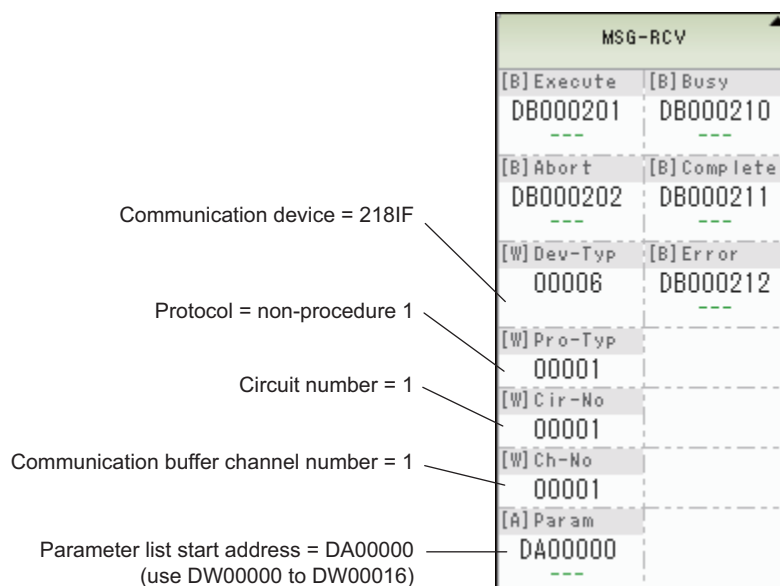 MSG-RCV
[B]Execute [B]Busy
DB000201 DB000210
--- ---
[B]Abort [B]Complete
DB000202 DB000211
--- ---
Communication device = 218IF
[W]Dev-Typ [B]Error
00006 DB000212
---
Protocol = non-procedure 1
[W]Pro-Typ
00001
Circuit number = 1
[W]Cir-No
00001
Communication buffer channel number = 1
[W]Ch-No
00001
[A]Param
Parameter list start address = DA00000
(use DW00000 to DW00016)
DA00000
---